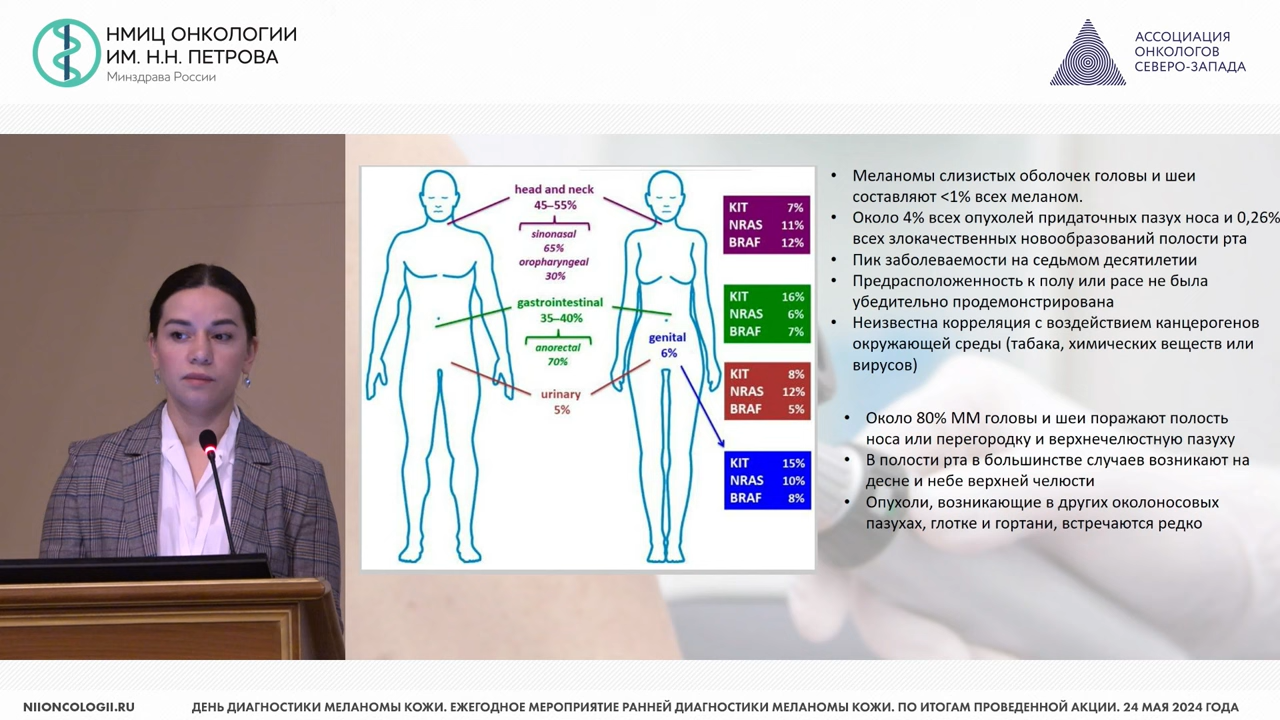 НМИЦ ОНКОЛОГИИ
ИМ. Н.Н. ПЕТРОВА
Минздрава России
АССОЦИАЦИЯ
ОНКОЛОГОВ
СЕВЕРО-ЗАПАДА
head and neck
45–55%
sinonasal
65%
oropharyngeal
30%
gastrointestinal
35–40%
anorectal
70%
genital
6%
urinary
5%
KIT 7%
NRAS 11%
BRAF 12%
KIT 16%
NRAS 6%
BRAF 7%
KIT 8%
NRAS 12%
BRAF 5%
KIT 15%
NRAS 10%
BRAF 8%
• Меланомы слизистых оболочек головы и шеи
составляют <1% всех меланом.
• Около 4% всех опухолей придаточных пазух носа и 0,26%
всех злокачественных новообразований полости рта
• Пик заболеваемости на седьмом десятилетии
• Предрасположенность к полу или расе не была
убедительно продемонстрирована
• Неизвестна корреляция с воздействием канцерогенов
окружающей среды (табака, химических веществ или
вирусов)
• Около 80% ММ головы и шеи поражают полость
носа или перегородку и верхнечелюстную пазуху
• В полости рта в большинстве случаев возникают на
десне и небе верхней челюсти
• Опухоли, возникающие в других околоносовых
пазухах, глотке и гортани, встречаются редко
NIIONCOLOGII.RU
ДЕНЬ ДИАГНОСТИКИ МЕЛАНОМЫ КОЖИ. ЕЖЕГОДНОЕ МЕРОПРИЯТИЕ РАННЕЙ ДИАГНОСТИКИ МЕЛАНОМЫ КОЖИ. ПО ИТОГАМ ПРОВЕДЕННОЙ АКЦИИ. 24 МАЯ 2024 ГОДА